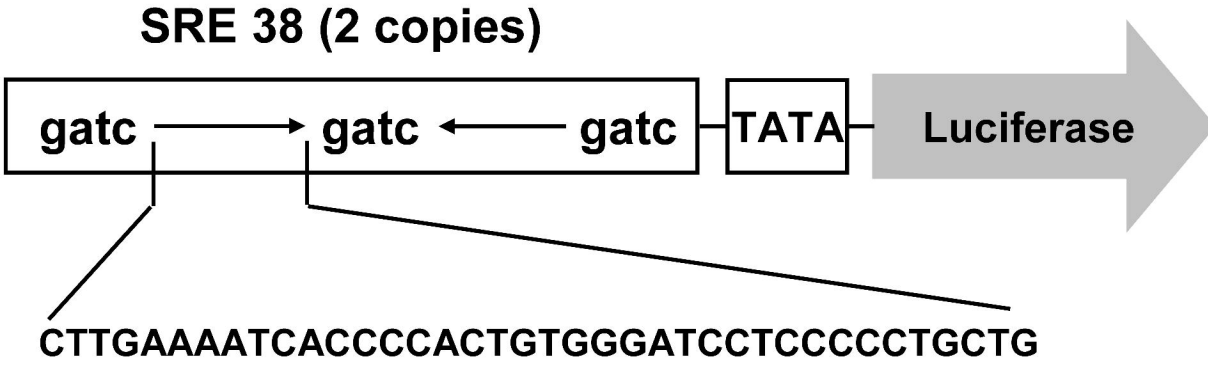 SRE 38 (2 copies)
gatc gatc gatc TATA Luciferase
CTTGAAAATCACCCCACTGTGGGATCCTCCCCCTGCTG